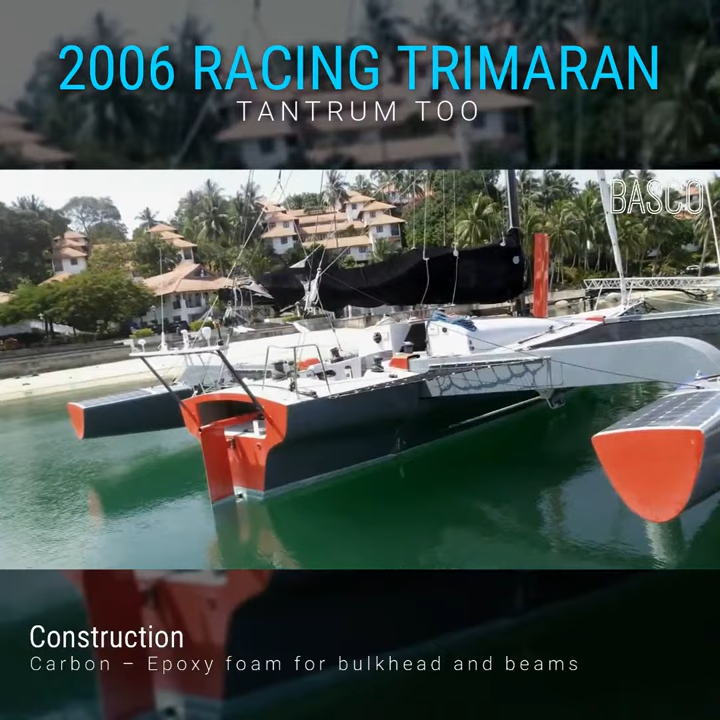 2006 RACING TRIMARAN
TANTRUM TOO
BASCO
Construction
Carbon – Epoxy foam for bulkhead and beams